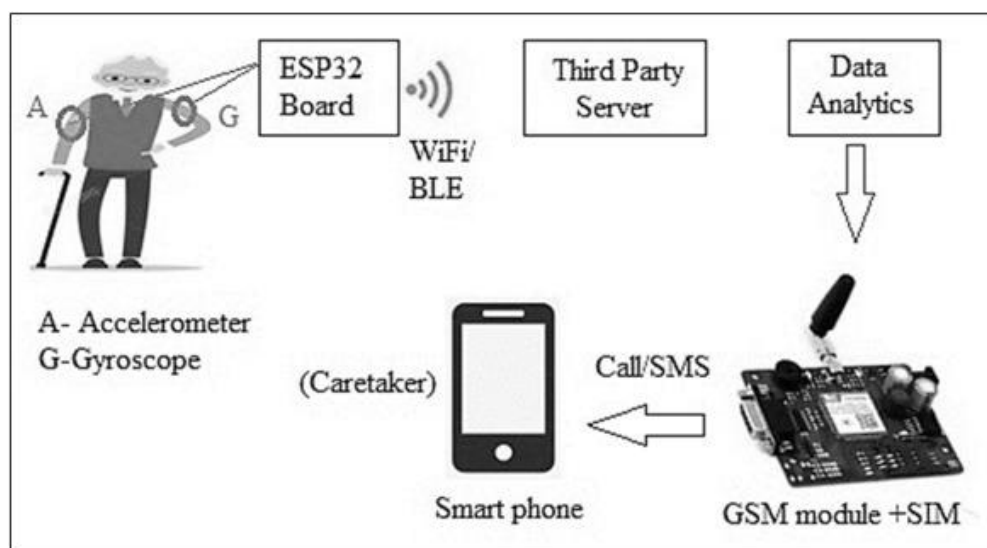 ESP32
Board
Third Party
Server
Data
Analytics
A
G
WiFi/
BLE
A- Accelerometer
G-Gyroscope
(Caretaker)
Call/SMS
Smart phone
GSM module +SIM